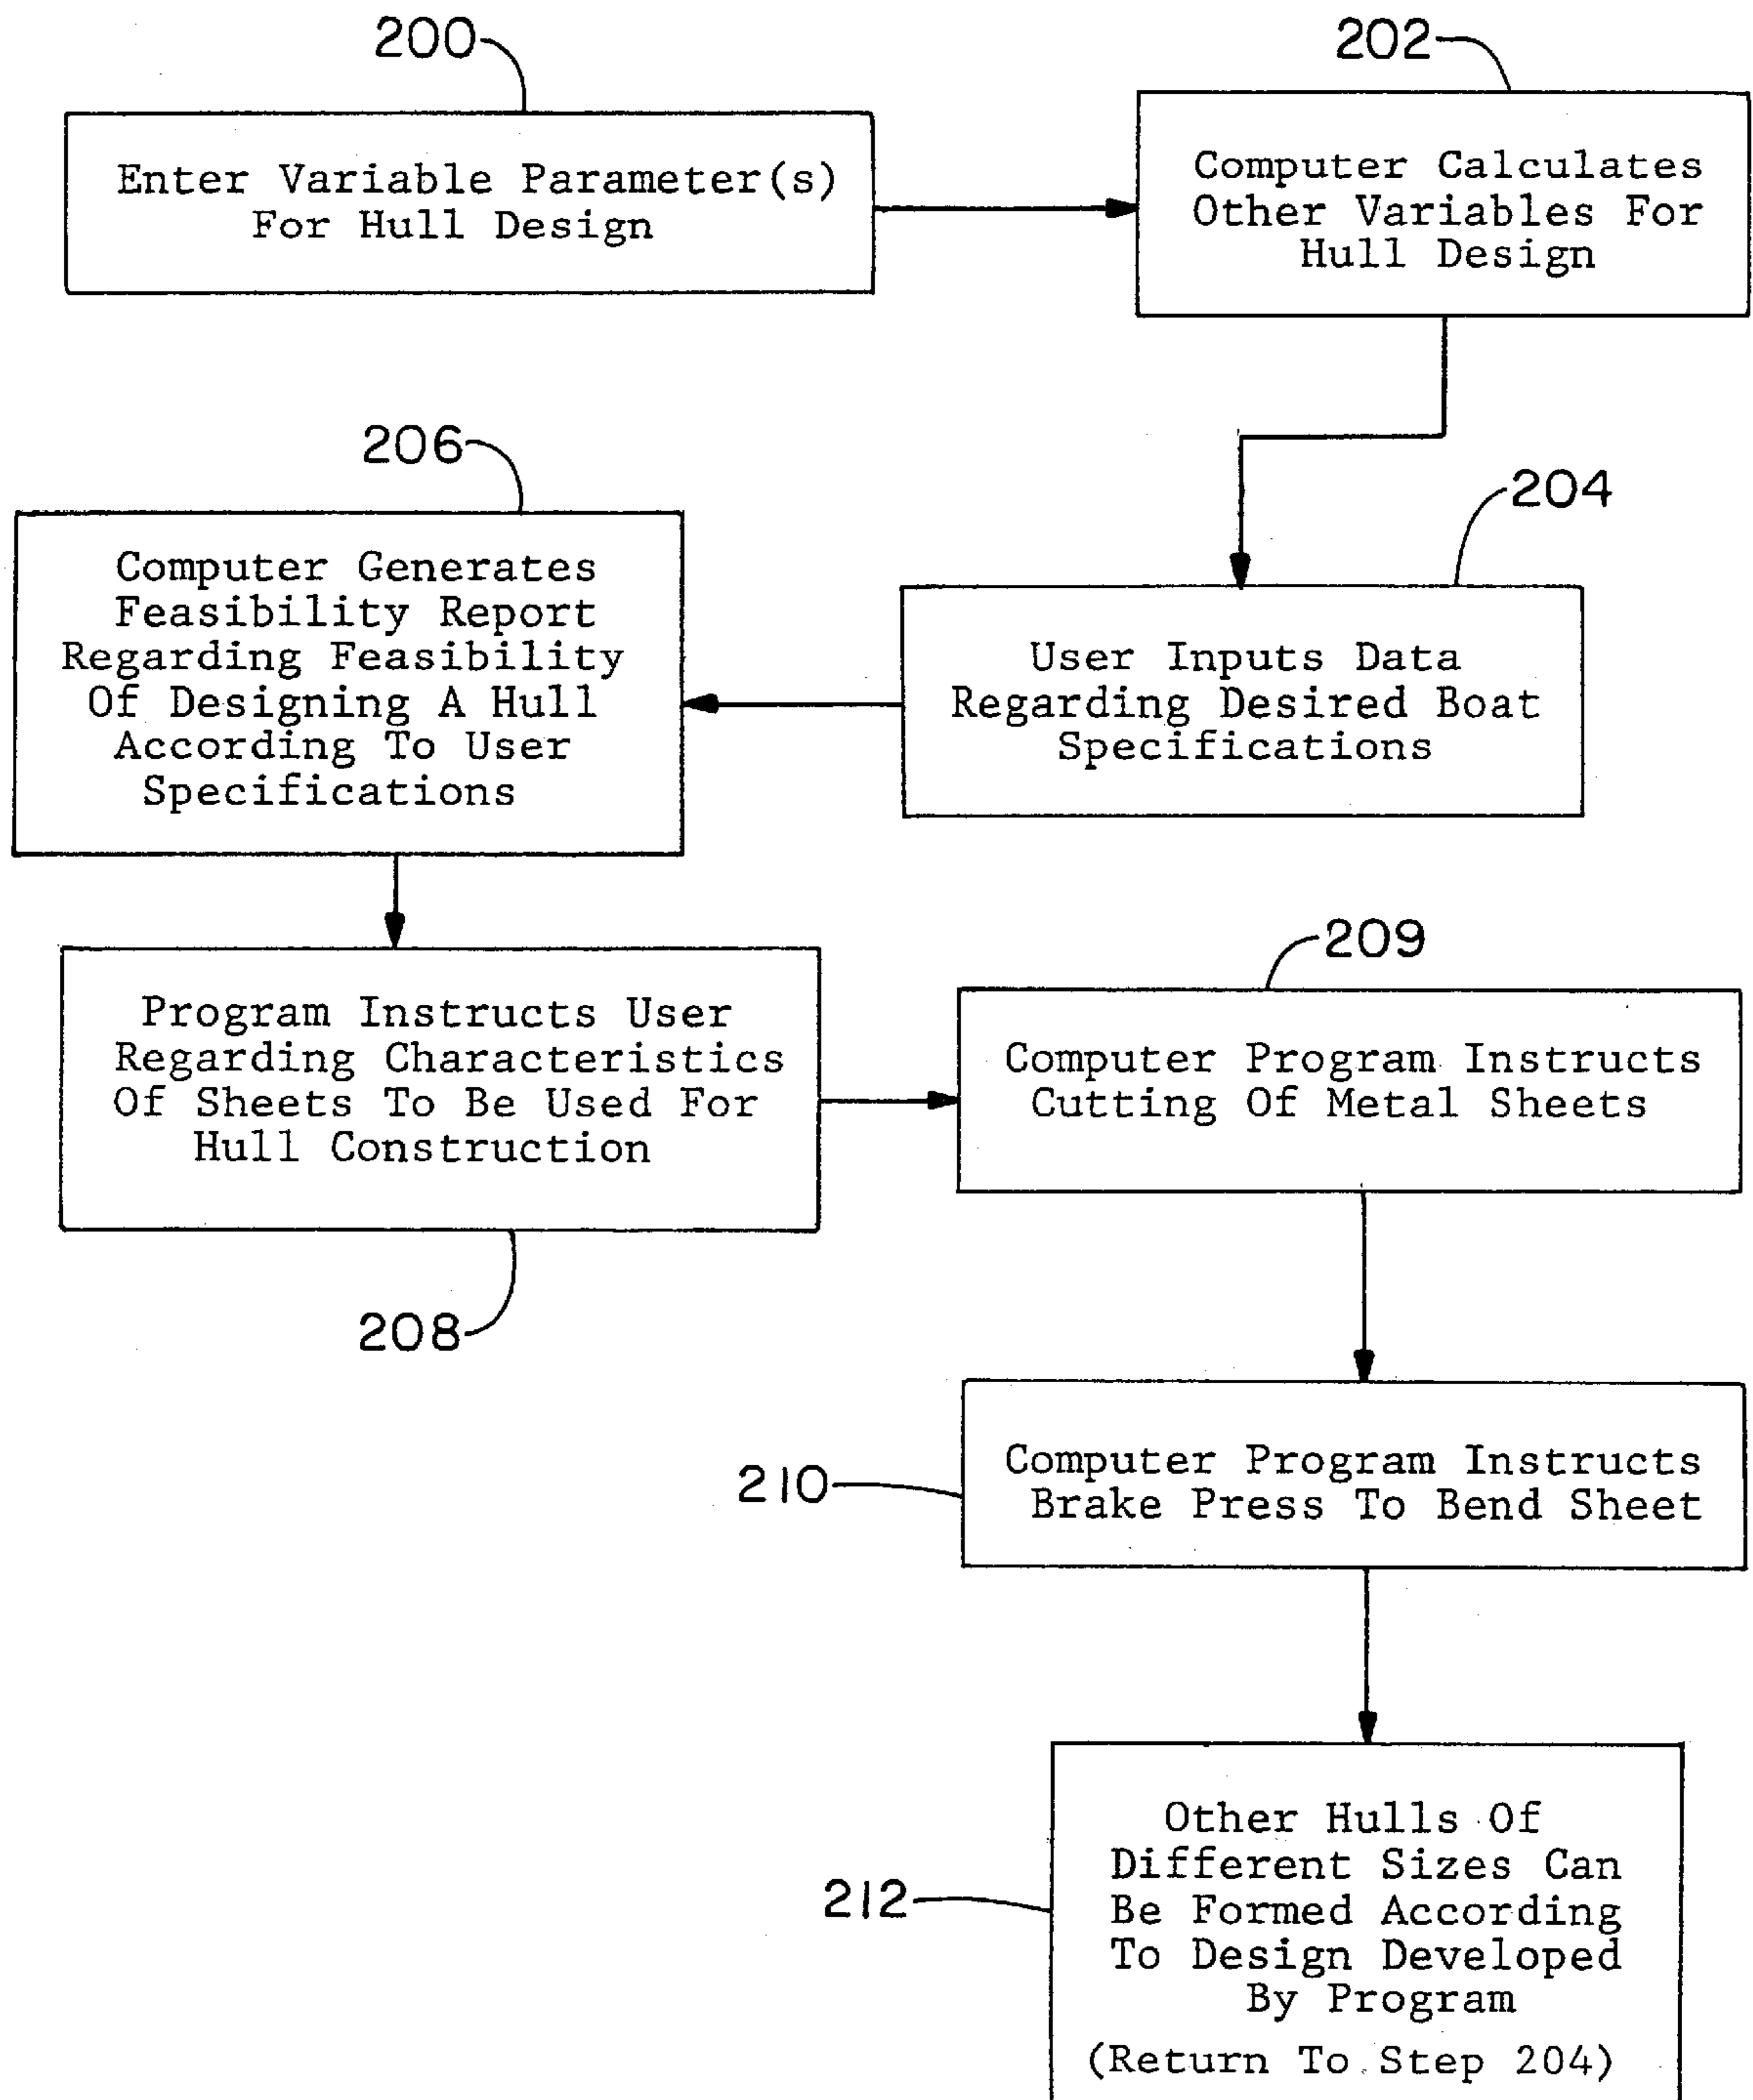 200
Enter Variable Parameter(s)
For Hull Design
202
Computer Calculates
Other Variables For
Hull Design
204
User Inputs Data
Regarding Desired Boat
Specifications
206
Computer Generates
Feasibility Report
Regarding Feasibility
Of Designing A Hull
According To User
Specifications
Program Instructs User
Regarding Characteristics
Of Sheets To Be Used For
Hull Construction
208
209
Computer Program Instructs
Cutting Of Metal Sheets
210
Computer Program Instructs
Brake Press To Bend Sheet
212
Other Hulls Of
Different Sizes Can
Be Formed According
To Design Developed
By Program
(Return To Step 204)